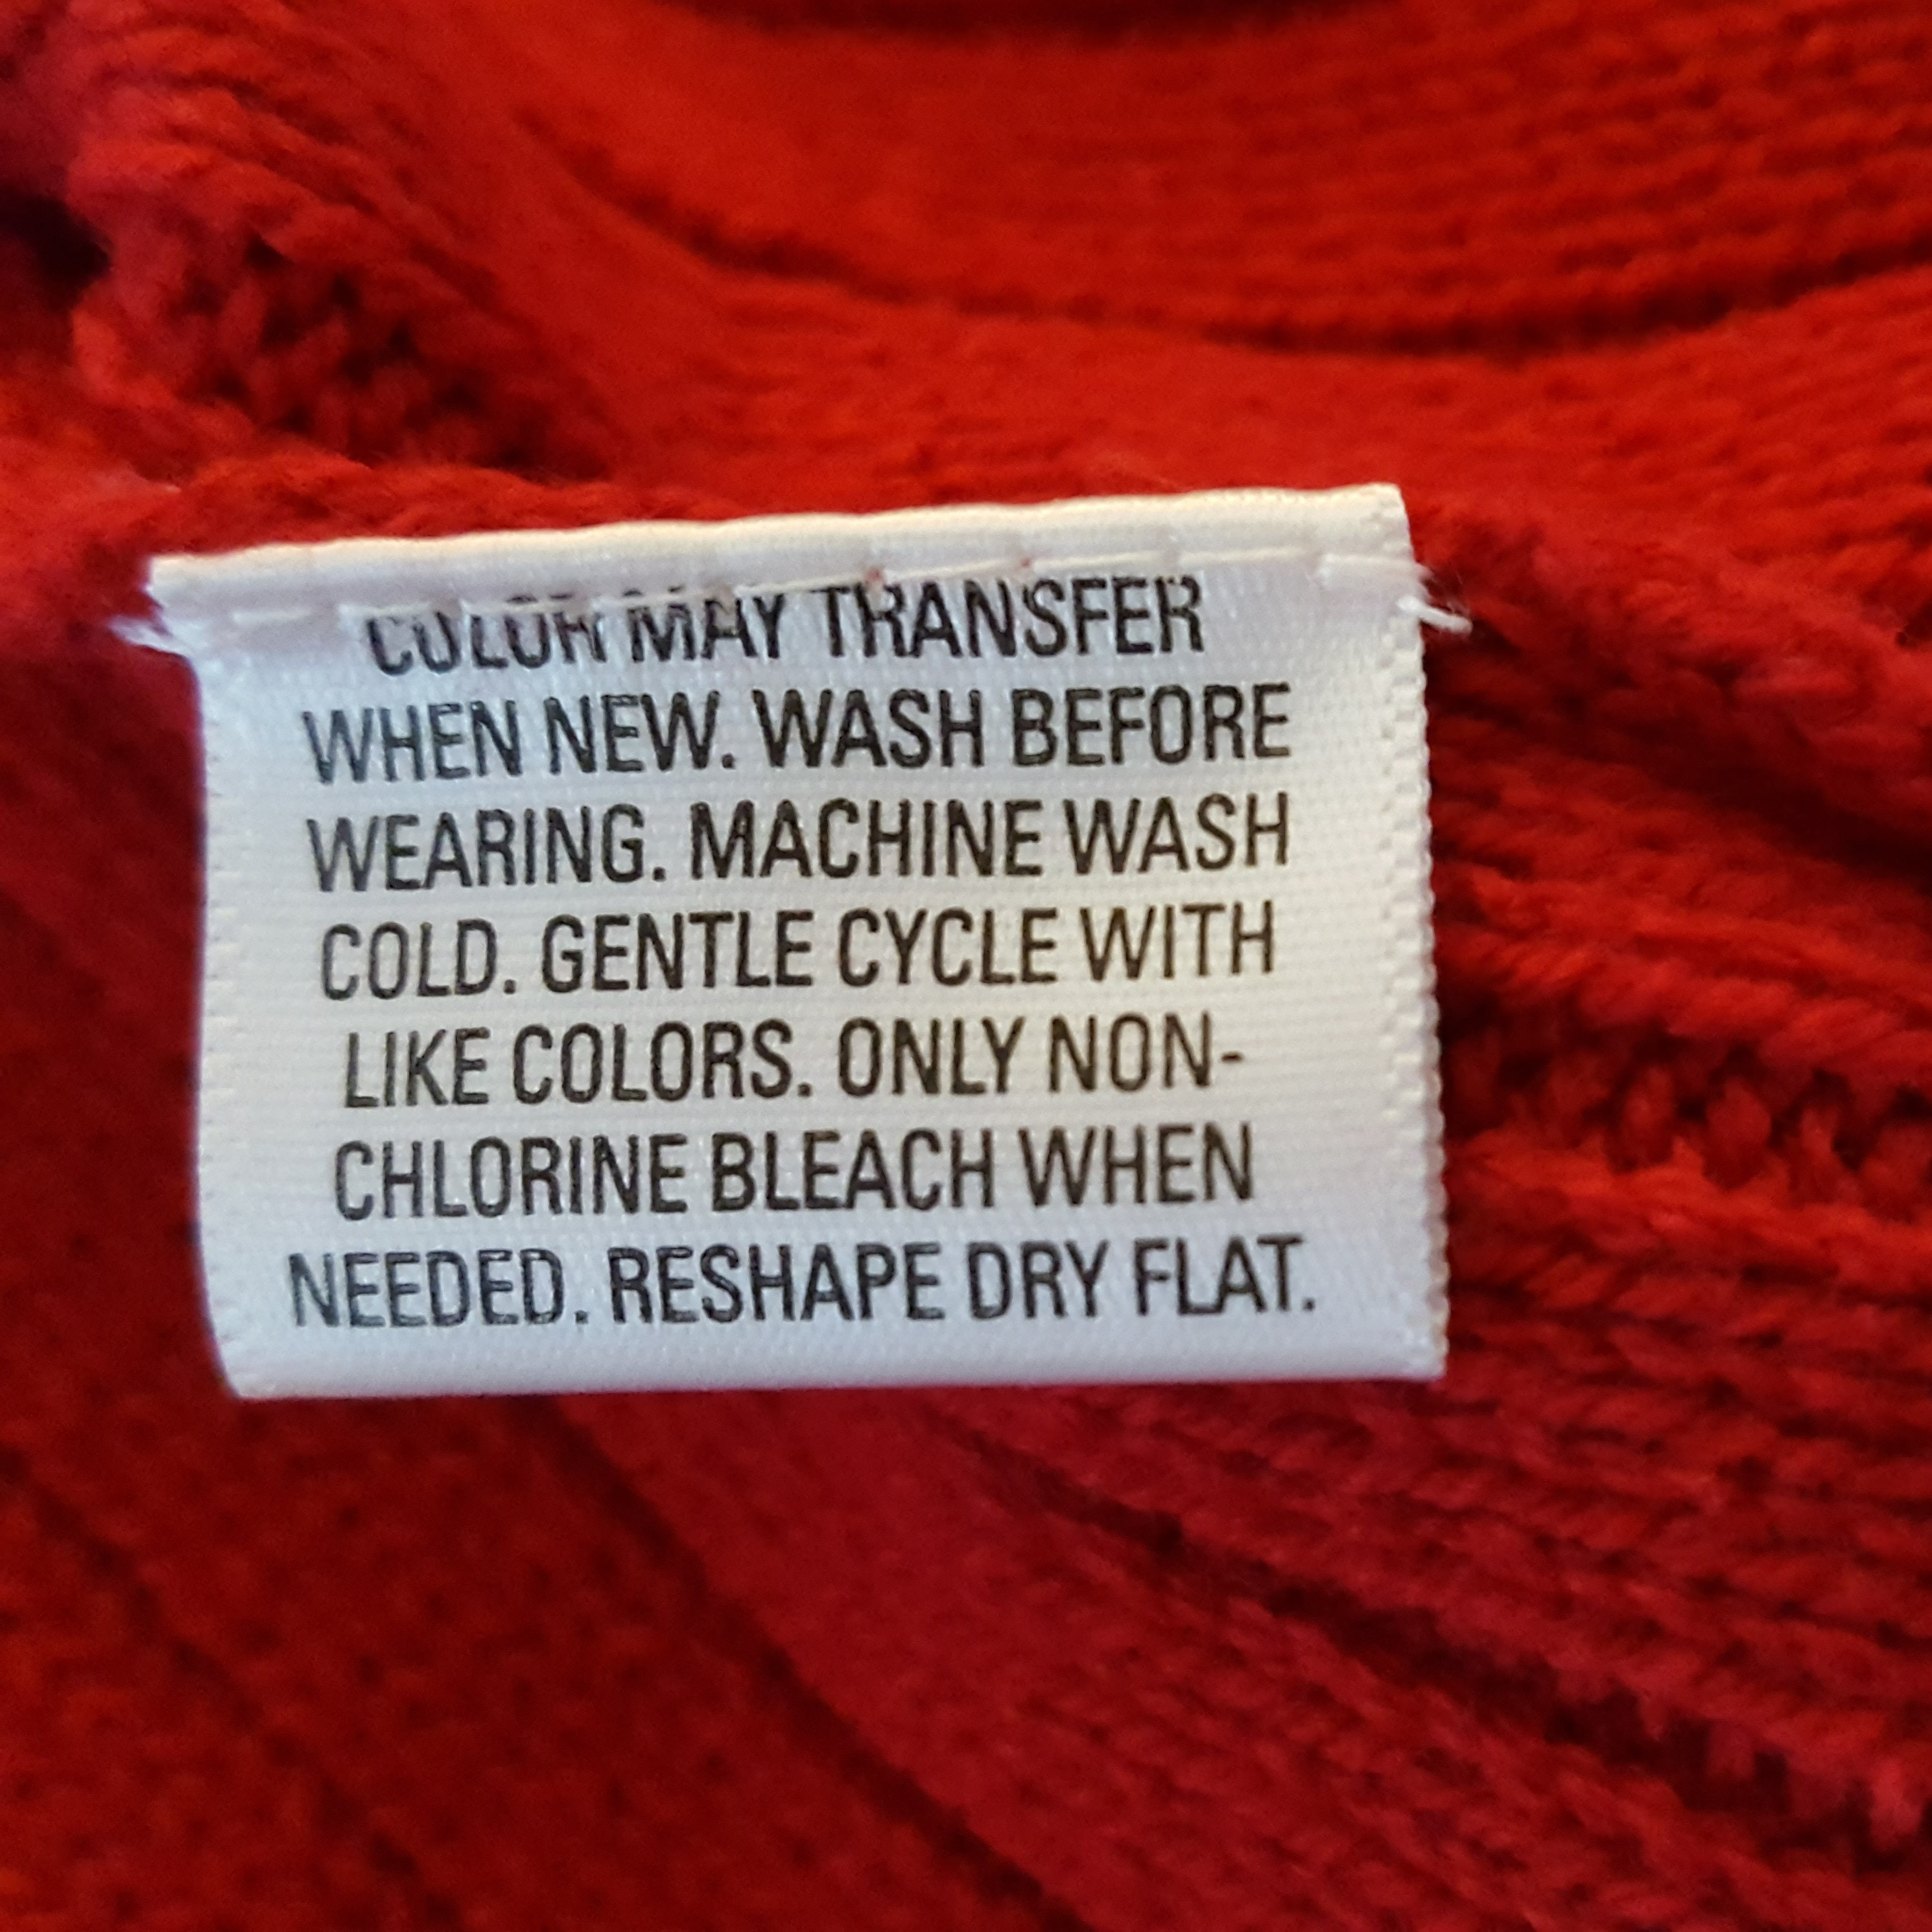 COLOR MAY TRANSFER
WHEN NEW. WASH BEFORE
WEARING. MACHINE WASH
COLD. GENTLE CYCLE WITH
LIKE COLORS. ONLY NON-
CHLORINE BLEACH WHEN
NEEDED. RESHAPE DRY FLAT.